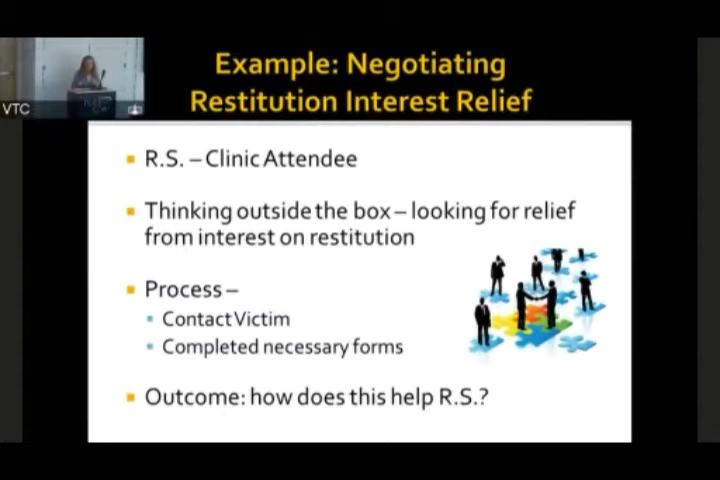 VTC
Example: Negotiating
Restitution Interest Relief
R.S. – Clinic Attendee
Thinking outside the box – looking for relief
from interest on restitution
Process –
Contact Victim
Completed necessary forms
Outcome: how does this help R.S.?